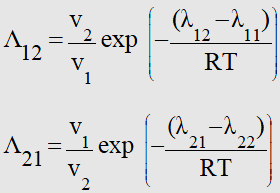 Λ₁₂ = v₂/v₁ exp (−(λ₁₂−λ₁₁)/RT)
Λ₂₁ = v₁/v₂ exp (−(λ₂₁−λ₂₂)/RT)